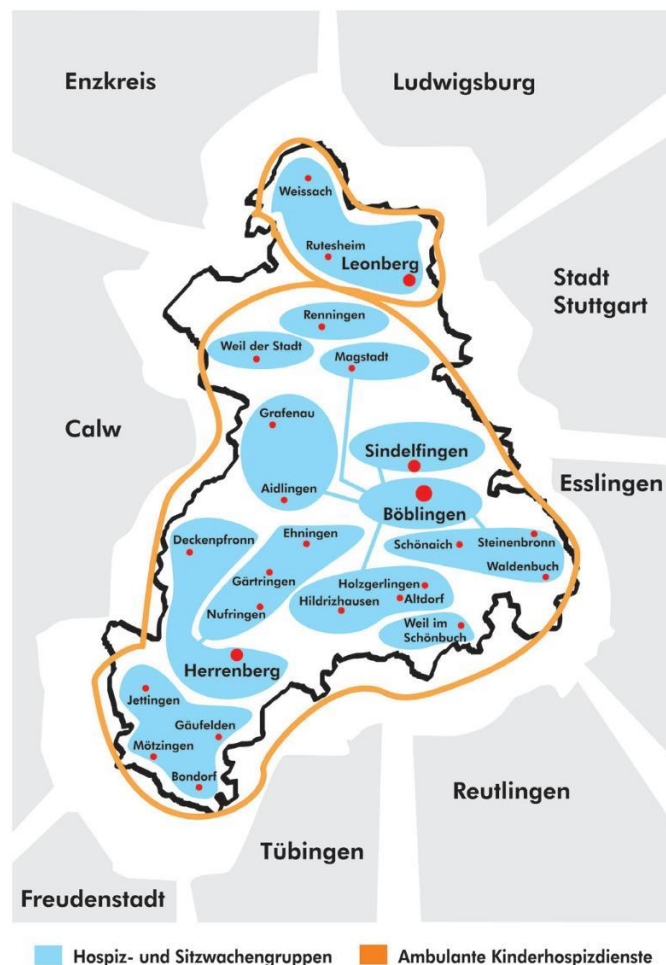 Enzkreis
Ludwigsburg
Weissach
Rutesheim
Leonberg
Stadt
Stuttgart
Renningen
Weil der Stadt
Magstadt
Calw
Grafenau
Sindelfingen
Esslingen
Aidlingen
Böblingen
Deckenpfronn
Ehningen
Schönaich
Steinenbronn
Waldenbuch
Gärtringen
Holzgerlingen
Hildrizhausen
Altdorf
Nufringen
Weil im
Schönbuch
Herrenberg
Jettingen
Gäufelden
Mötzingen
Bondorf
Reutlingen
Tübingen
Freudenstadt
Hospiz- und Sitzwachengruppen
Ambulante Kinderhospizdienste